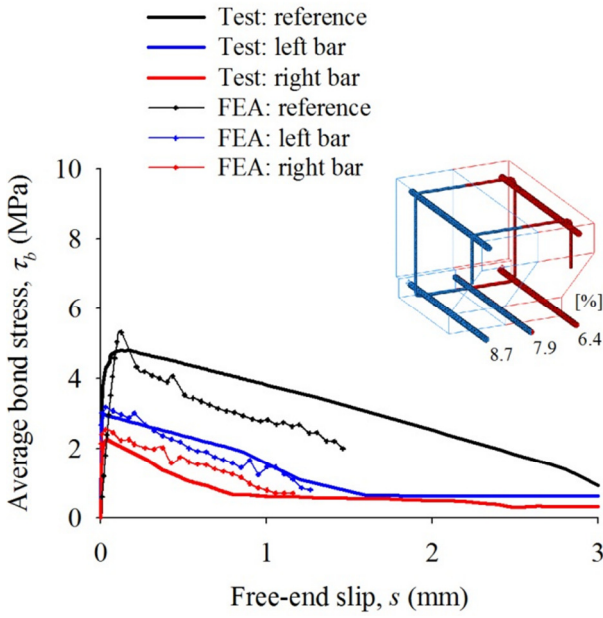 Test: reference
Test: left bar
Test: right bar
FEA: reference
FEA: left bar
FEA: right bar
10
8
6
4
2
0
Average bond stress, τb (MPa)
[%]
8.7
7.9
6.4
0
1
2
3
Free-end slip, s (mm)